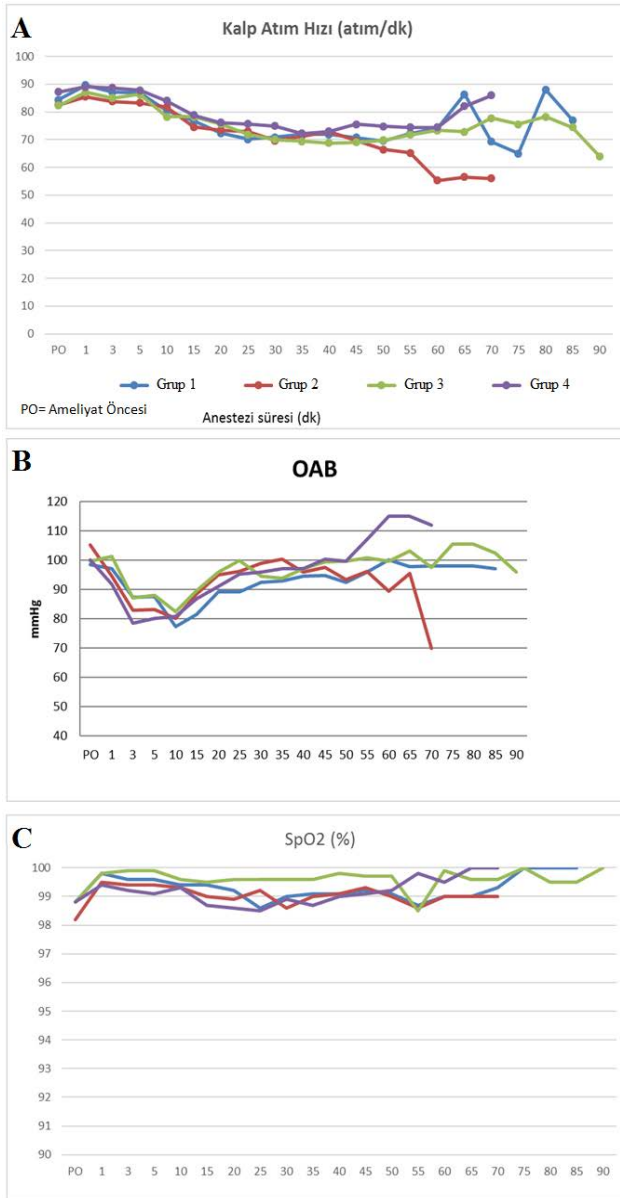 A
Kalp Atım Hızı (atım/dk)
100
90
80
70
60
50
40
30
20
10
0
PO 1 3 5 10 15 20 25 30 35 40 45 50 55 60 65 70 75 80 85 90
Grup 1 Grup 2 Grup 3 Grup 4
PO= Ameliyat Öncesi
Anestezi süresi (dk)
B
OAB
mmHg
120
110
100
90
80
70
60
50
40
PO 1 3 5 10 15 20 25 30 35 40 45 50 55 60 65 70 75 80 85 90
C
SpO2 (%)
100
99
98
97
96
95
94
93
92
91
90
PO 1 3 5 10 15 20 25 30 35 40 45 50 55 60 65 70 75 80 85 90